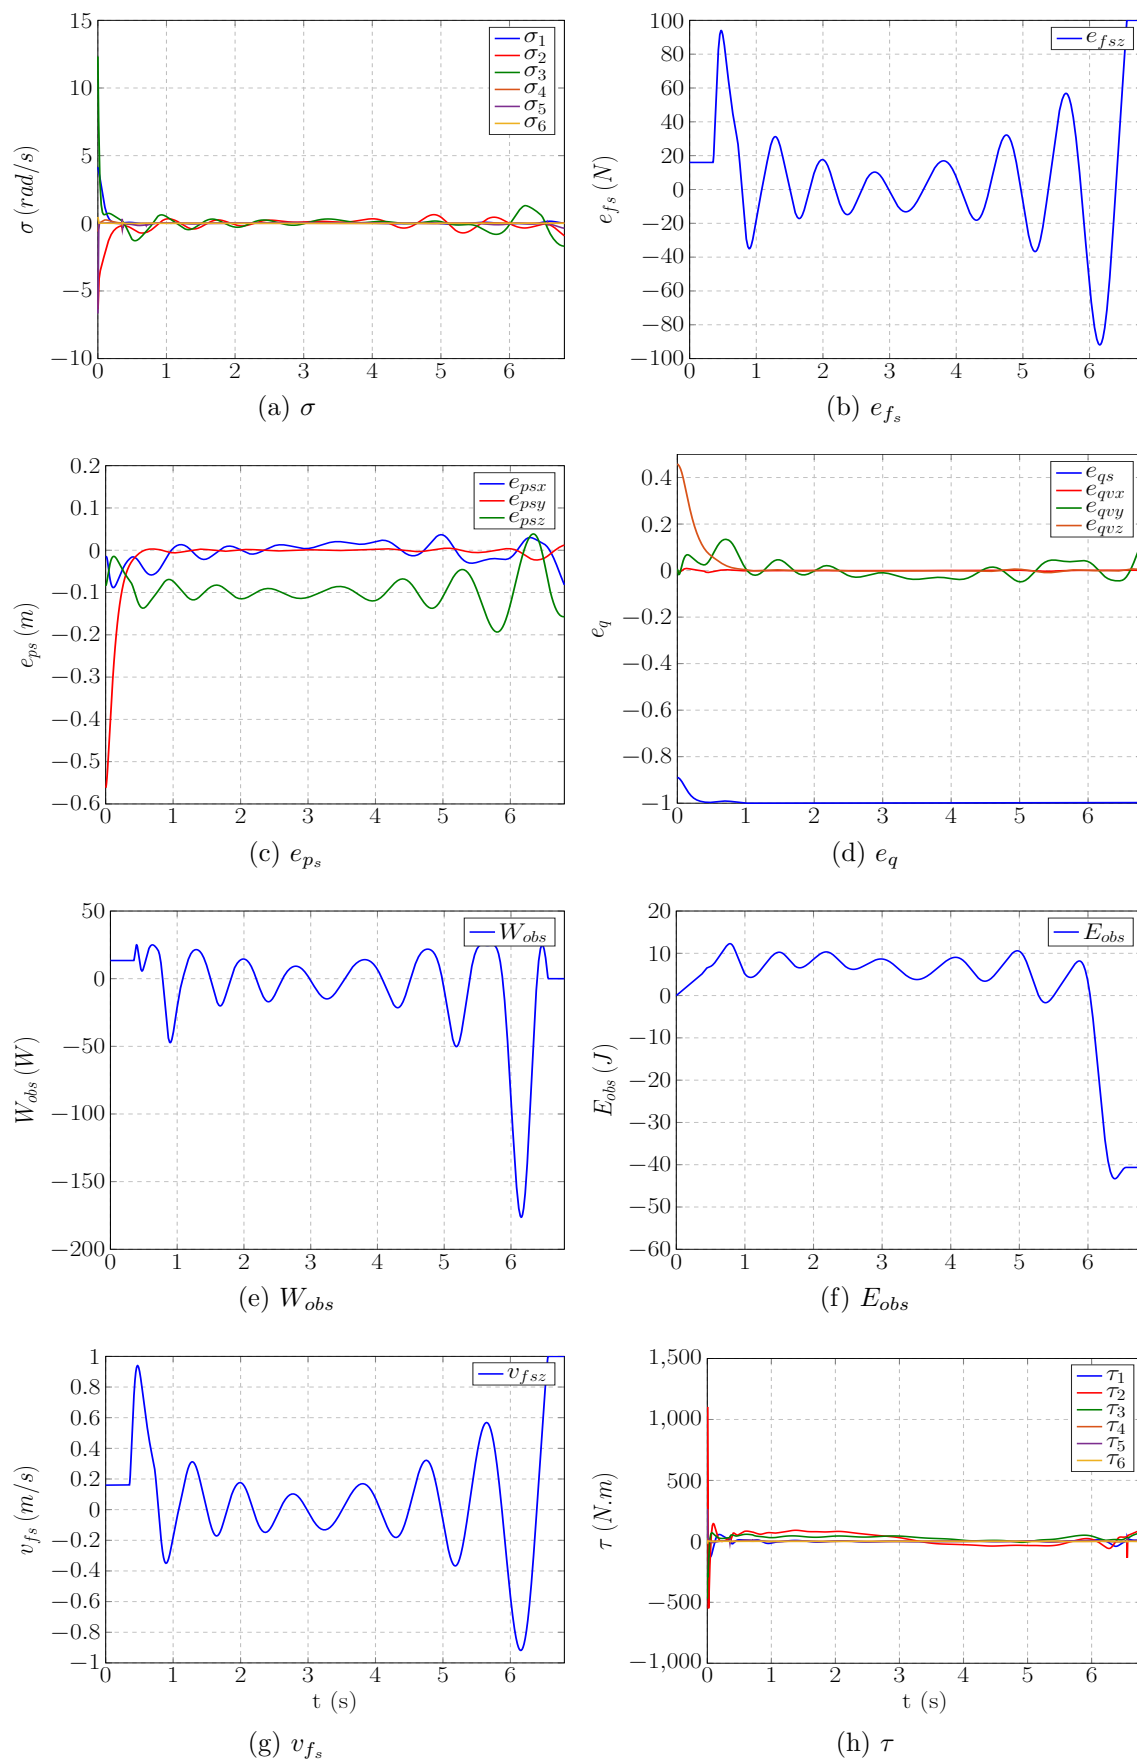 15
10
5
0
−5
−10
σ (rad/s)
0 1 2 3 4 5 6
σ1
σ2
σ3
σ4
σ5
σ6
(a) σ
100
80
60
40
20
0
−20
−40
−60
−80
−100
e_fs (N)
0 1 2 3 4 5 6
e_fsz
(b) e_fs
0.2
0.1
0
−0.1
−0.2
−0.3
−0.4
−0.5
−0.6
e_ps (m)
0 1 2 3 4 5 6
e_psx
e_psy
e_psz
(c) e_ps
0.4
0.2
0
−0.2
−0.4
−0.6
−0.8
−1
e_q
0 1 2 3 4 5 6
e_qs
e_qvx
e_qvy
e_qvz
(d) e_q
50
0
−50
−100
−150
−200
W_obs (W)
0 1 2 3 4 5 6
W_obs
(e) W_obs
20
10
0
−10
−20
−30
−40
−50
−60
E_obs (J)
0 1 2 3 4 5 6
E_obs
(f) E_obs
1
0.8
0.6
0.4
0.2
0
−0.2
−0.4
−0.6
−0.8
−1
v_fs (m/s)
0 1 2 3 4 5 6
t (s)
v_fsz
(g) v_fs
1,500
1,000
500
0
−500
−1,000
τ (N.m)
0 1 2 3 4 5 6
t (s)
τ1
τ2
τ3
τ4
τ5
τ6
(h) τ